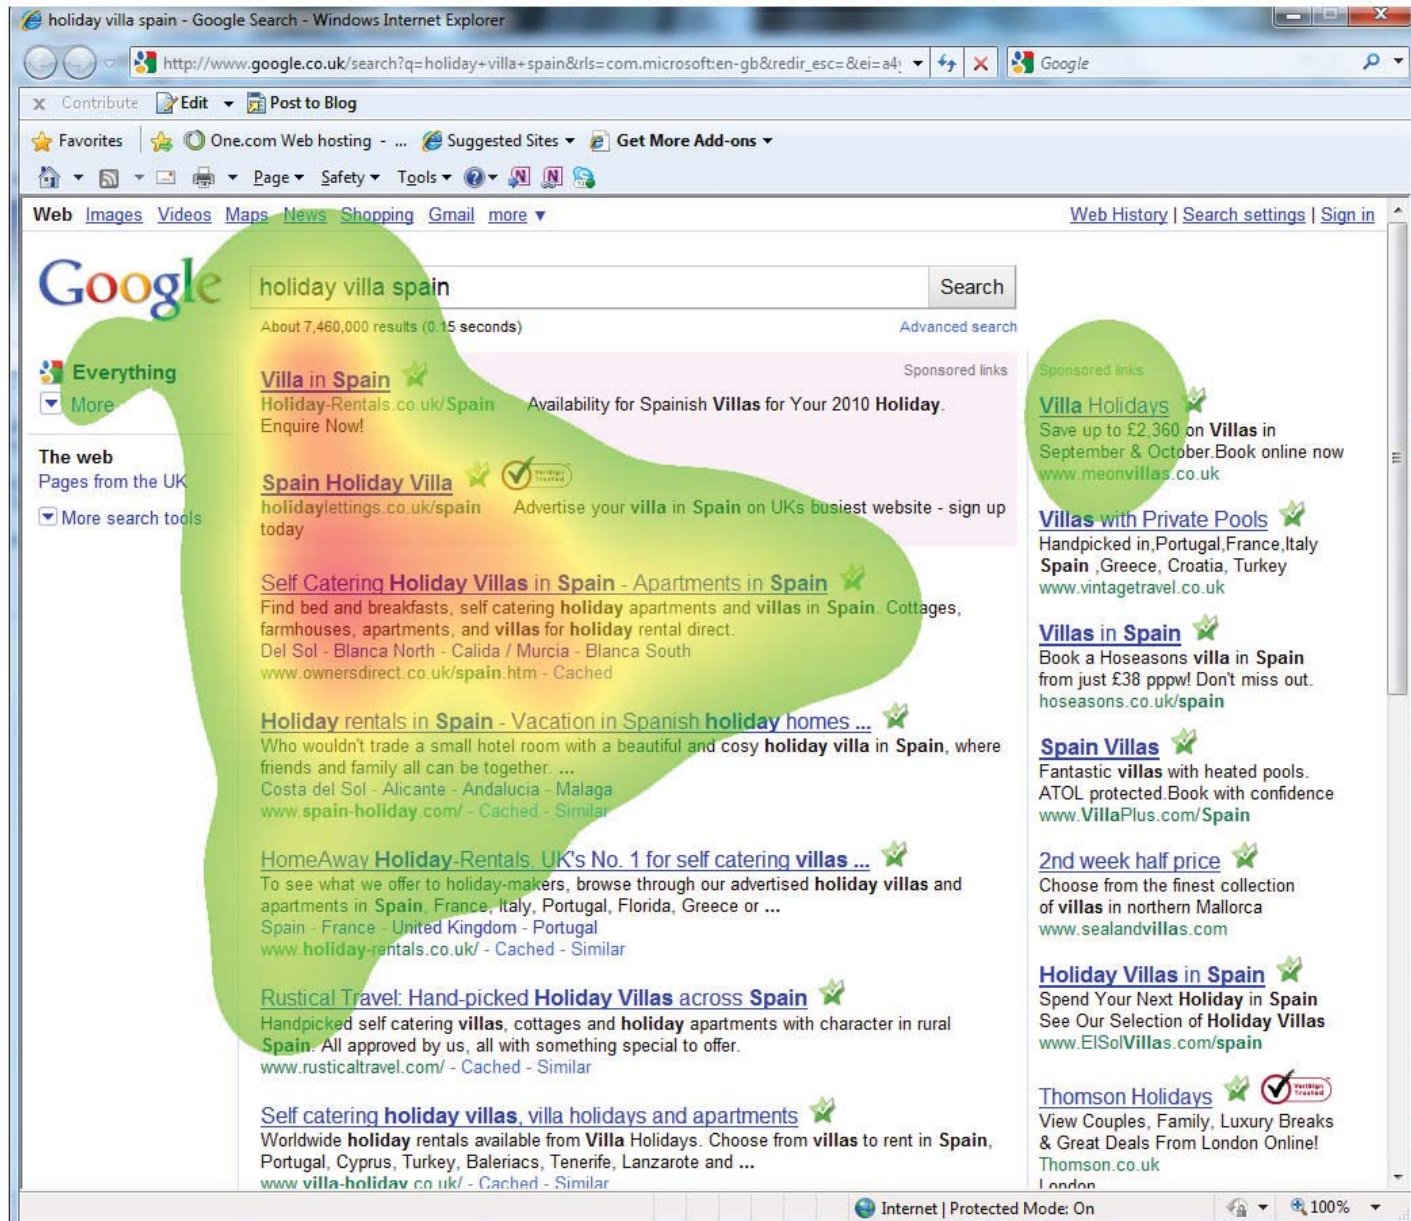 holiday villa spain - Google Search - Windows Internet Explorer
http://www.google.co.uk/search?q=holiday+villa+spain&rls=com.microsoft:en-gb&redir_esc=&ei=a4y
Google
x Contribute Edit Post to Blog
Favorites One.com Web hosting - ... Suggested Sites Get More Add-ons
Page Safety Tools
Web Images Videos Maps News Shopping Gmail more
Web History | Search settings | Sign in
Google
holiday villa spain
Search
About 7,460,000 results (0.15 seconds)
Advanced search
Everything
More
The web
Pages from the UK
More search tools
Sponsored links
Villa in Spain
Holiday-Rentals.co.uk/Spain Availability for Spainish Villas for Your 2010 Holiday.
Enquire Now!
Spain Holiday Villa
VeriSign
Trusted
holidaylettings.co.uk/spain Advertise your villa in Spain on UKs busiest website - sign up
today
Self Catering Holiday Villas in Spain - Apartments in Spain
Find bed and breakfasts, self catering holiday apartments and villas in Spain. Cottages,
farmhouses, apartments, and villas for holiday rental direct.
Del Sol - Blanca North - Calida / Murcia - Blanca South
www.ownersdirect.co.uk/spain.htm - Cached
Holiday rentals in Spain - Vacation in Spanish holiday homes ...
Who wouldn't trade a small hotel room with a beautiful and cosy holiday villa in Spain, where
friends and family all can be together. ...
Costa del Sol - Alicante - Andalucia - Malaga
www.spain-holiday.com/ - Cached - Similar
HomeAway Holiday-Rentals. UK's No. 1 for self catering villas ...
To see what we offer to holiday-makers, browse through our advertised holiday villas and
apartments in Spain, France, Italy, Portugal, Florida, Greece or ...
Spain - France - United Kingdom - Portugal
www.holiday-rentals.co.uk/ - Cached - Similar
Rustical Travel: Hand-picked Holiday Villas across Spain
Handpicked self catering villas, cottages and holiday apartments with character in rural
Spain. All approved by us, all with something special to offer.
www.rusticaltravel.com/ - Cached - Similar
Self catering holiday villas, villa holidays and apartments
Worldwide holiday rentals available from Villa Holidays. Choose from villas to rent in Spain,
Portugal, Cyprus, Turkey, Baleriacs, Tenerife, Lanzarote and ...
www.villa-holiday.co.uk/ - Cached - Similar
Sponsored links
Villa Holidays
Save up to £2,360 on Villas in
September & October.Book online now
www.meonvillas.co.uk
Villas with Private Pools
Handpicked in,Portugal,France,Italy
Spain ,Greece, Croatia, Turkey
www.vintagetravel.co.uk
Villas in Spain
Book a Hoseasons villa in Spain
from just £38 pppw! Don't miss out.
hoseasons.co.uk/spain
Spain Villas
Fantastic villas with heated pools.
ATOL protected.Book with confidence
www.VillaPlus.com/Spain
2nd week half price
Choose from the finest collection
of villas in northern Mallorca
www.sealandvillas.com
Holiday Villas in Spain
Spend Your Next Holiday in Spain
See Our Selection of Holiday Villas
www.ElSolVillas.com/spain
Thomson Holidays
VeriSign
Trusted
View Couples, Family, Luxury Breaks
& Great Deals From London Online!
Thomson.co.uk
London
Internet | Protected Mode: On
100%